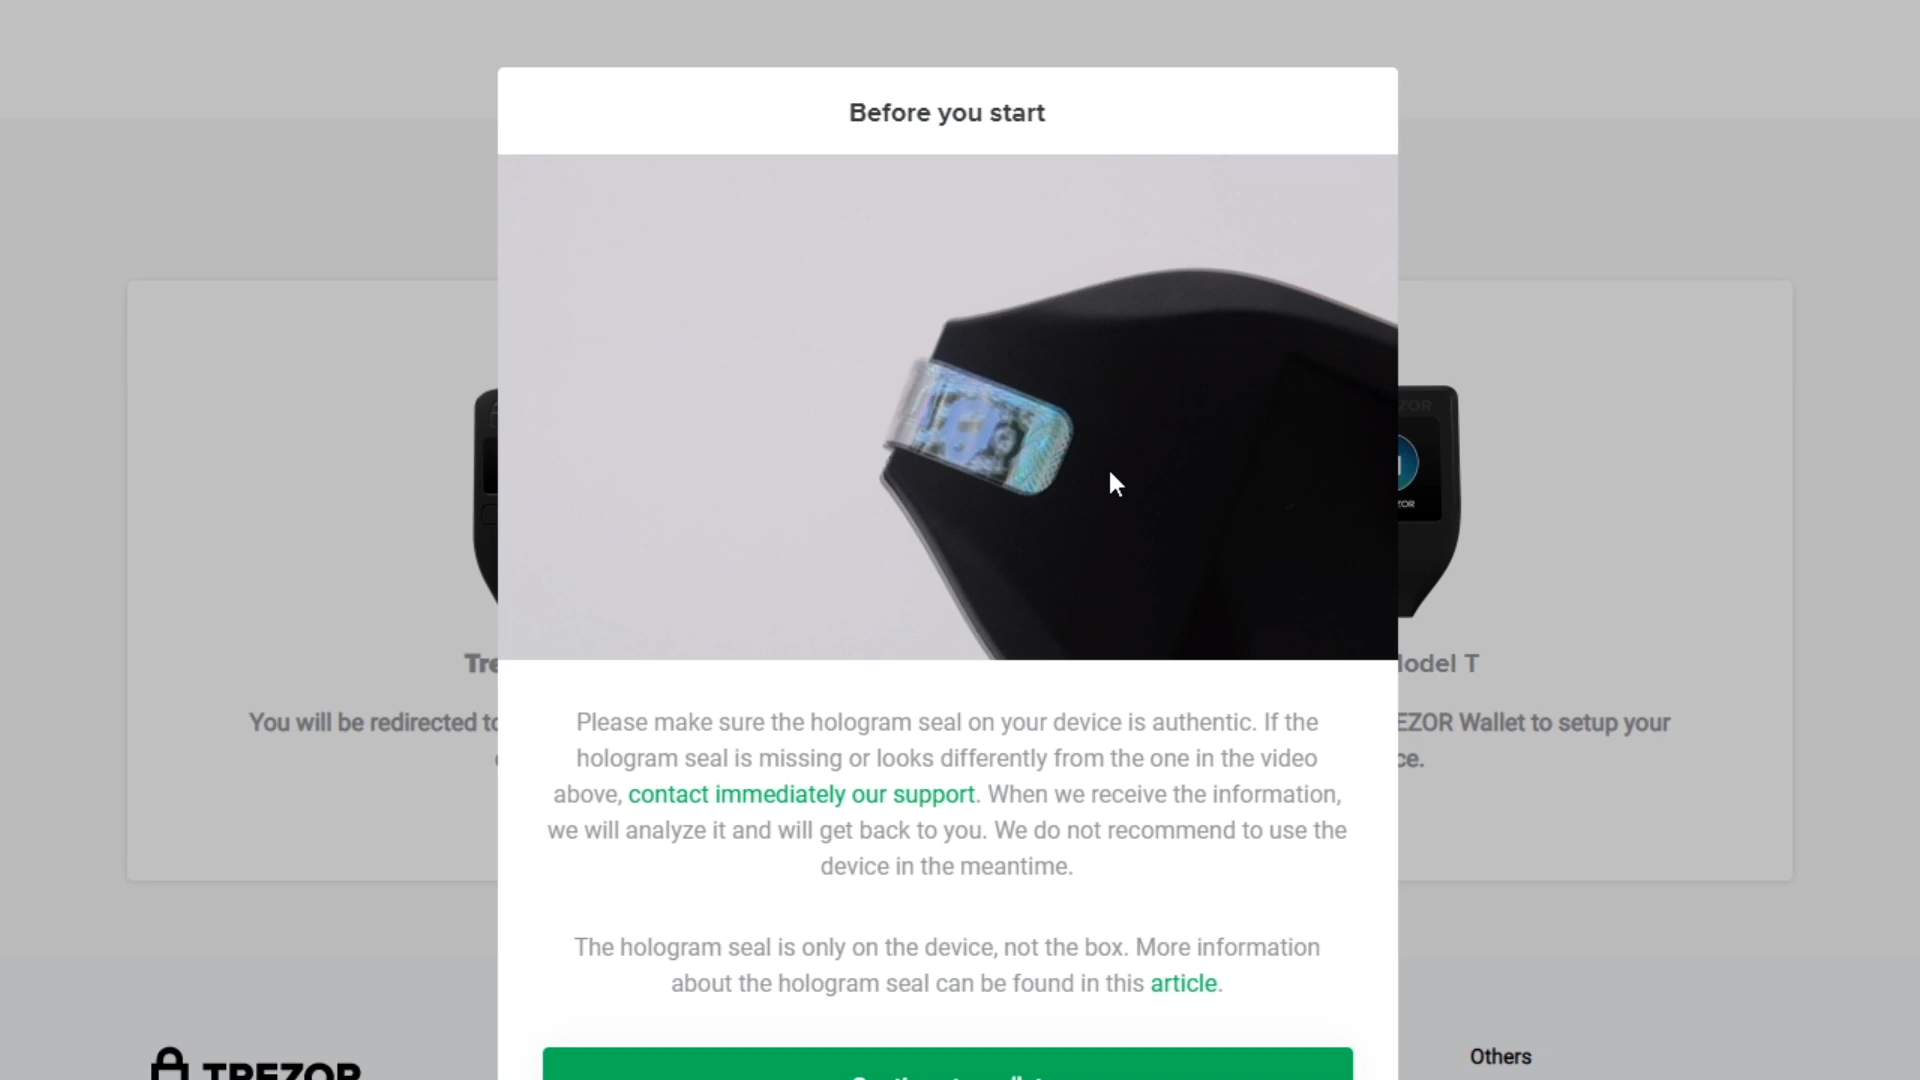 Before you start
ZOR
ZOR
Tre
lodel T
You will be redirected to
EZOR Wallet to setup your
ce.
Please make sure the hologram seal on your device is authentic. If the
hologram seal is missing or looks differently from the one in the video
above, contact immediately our support. When we receive the information,
we will analyze it and will get back to you. We do not recommend to use the
device in the meantime.
The hologram seal is only on the device, not the box. More information
about the hologram seal can be found in this article.
TREZOR
Others